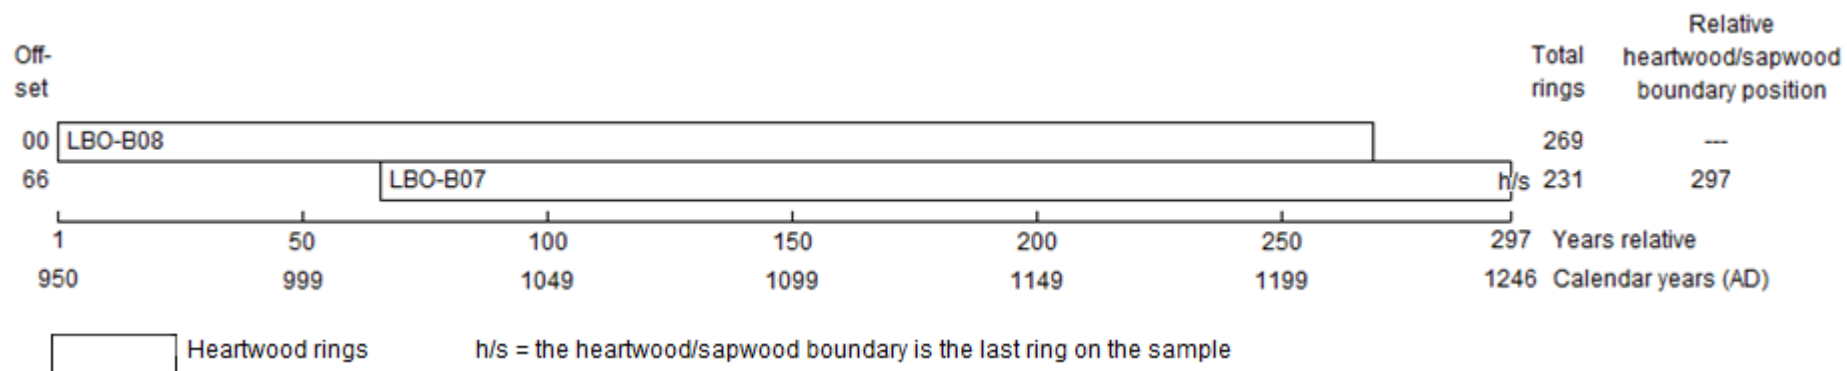 Relative
Off- Total heartwood/sapwood
set rings boundary position
00 LBO-B08 269 ---
66 LBO-B07 h/s 231 297
1 50 100 150 200 250 297 Years relative
950 999 1049 1099 1149 1199 1246 Calendar years (AD)
Heartwood rings h/s = the heartwood/sapwood boundary is the last ring on the sample